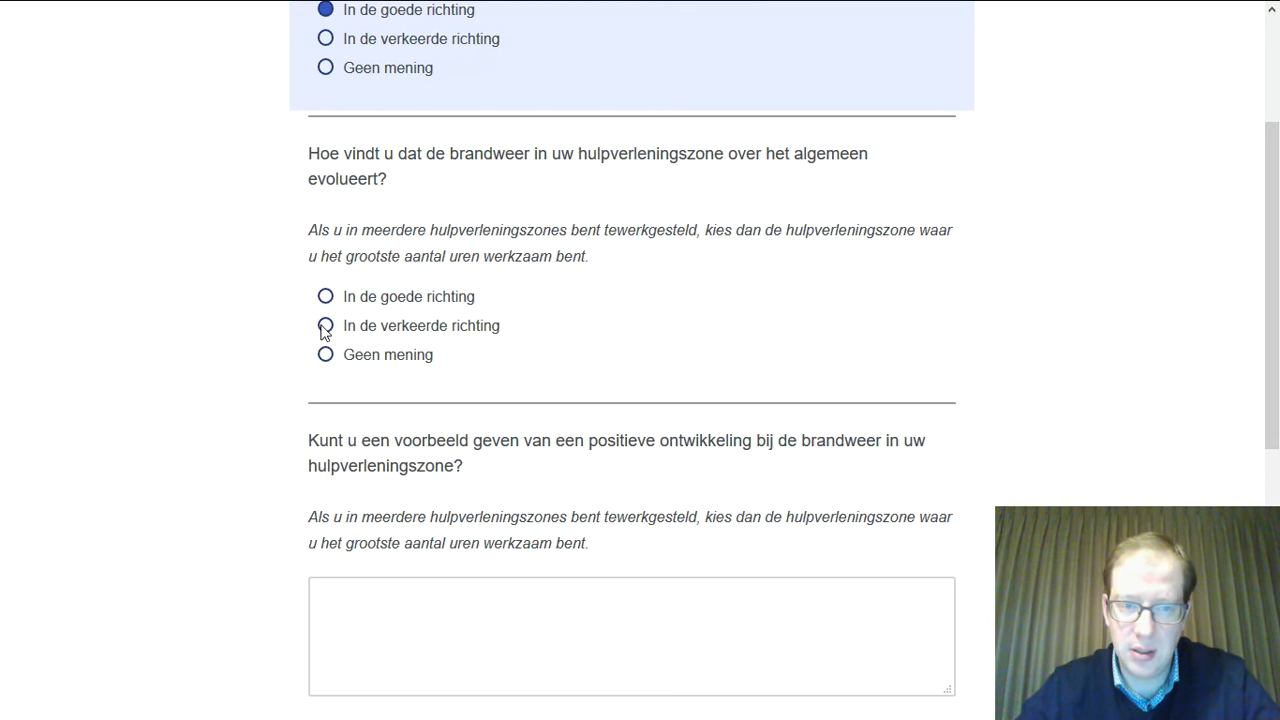 In de goede richting
In de verkeerde richting
Geen mening
Hoe vindt u dat de brandweer in uw hulpverleningszone over het algemeen
evolueert?
Als u in meerdere hulpverleningszones bent tewerkgesteld, kies dan de hulpverleningszone waar
u het grootste aantal uren werkzaam bent.
In de goede richting
In de verkeerde richting
Geen mening
Kunt u een voorbeeld geven van een positieve ontwikkeling bij de brandweer in uw
hulpverleningszone?
Als u in meerdere hulpverleningszones bent tewerkgesteld, kies dan de hulpverleningszone waar
u het grootste aantal uren werkzaam bent.